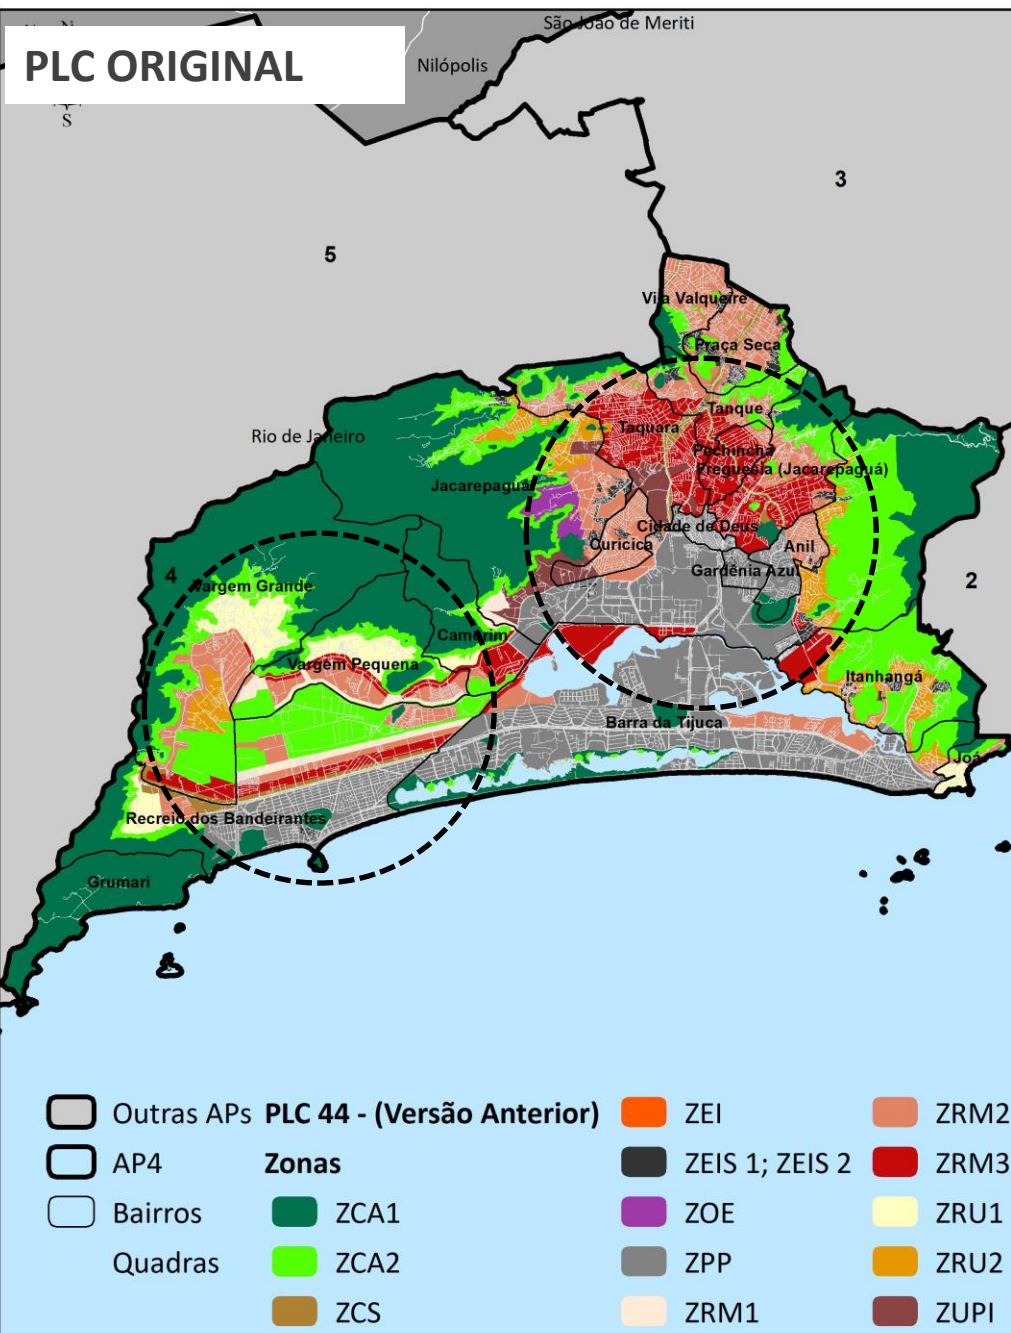 São João de Meriti
PLC ORIGINAL
Nilópolis
S
3
5
Vila Valqueire
Praça Seca
Tanque
Taquara
Rio de Janeiro
Pechincha
Freguesia (Jacarepaguá)
Jacarepaguá
Cidade de Deus
Curicica
Anil
Gardênia Azul
4
2
Vargem Grande
Camorim
Vargem Pequena
Itanhangá
Barra da Tijuca
Joá
Recreio dos Bandeirantes
Grumari
Outras APs
AP4
Bairros
Quadras
PLC 44 - (Versão Anterior)
Zonas
ZCA1
ZCA2
ZCS
ZEI
ZEIS 1; ZEIS 2
ZOE
ZPP
ZRM1
ZRM2
ZRM3
ZRU1
ZRU2
ZUPI